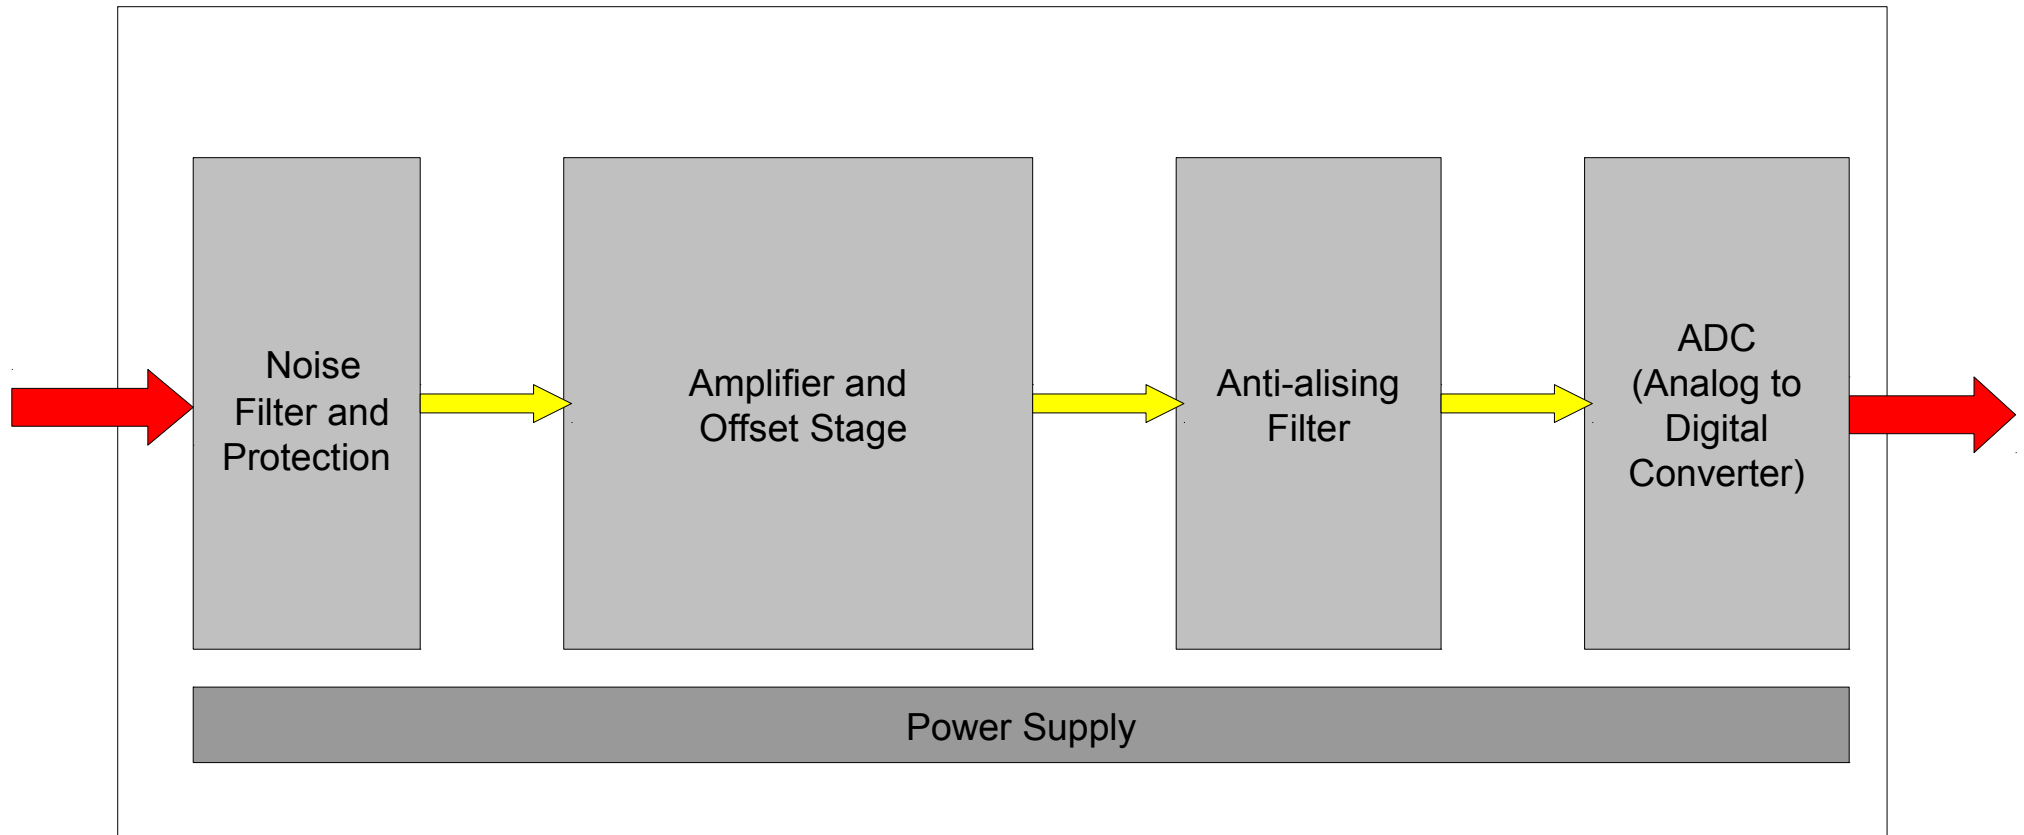 Noise
Filter and
Protection
Amplifier and
Offset Stage
Anti-alising
Filter
ADC
(Analog to
Digital
Converter)
Power Supply